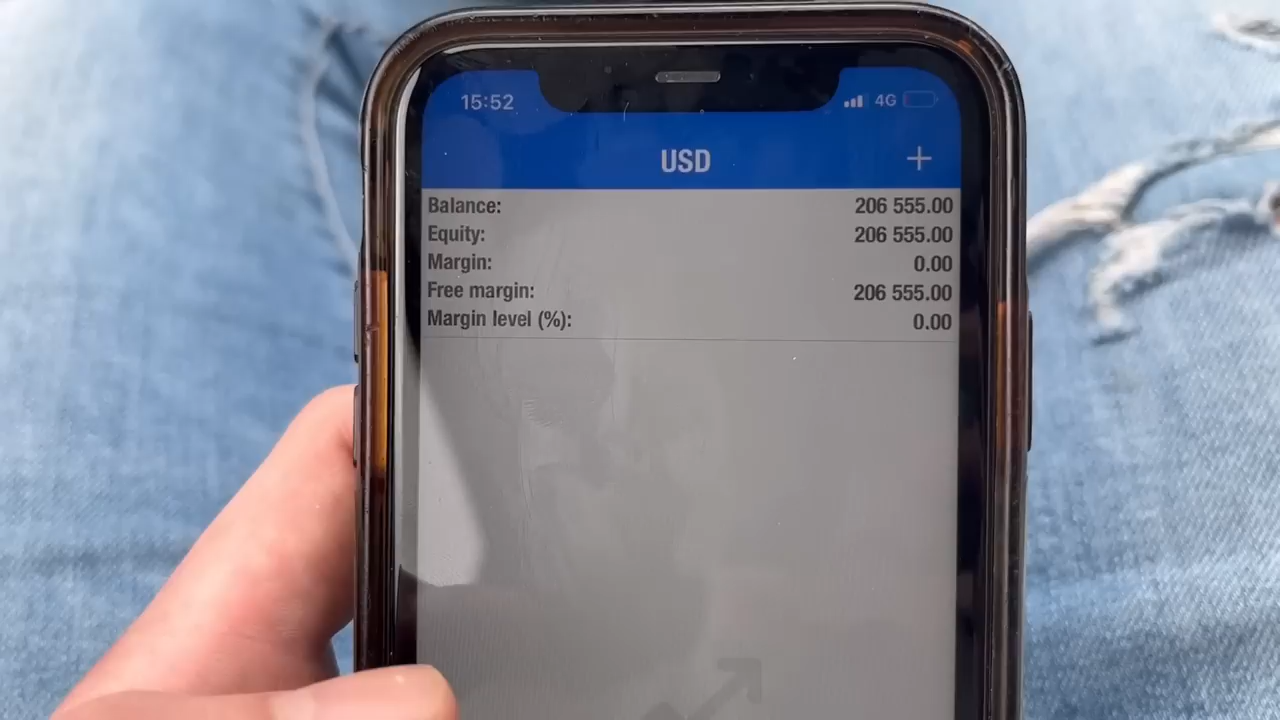 15:52 4G
USD +
Balance: 206 555.00
Equity: 206 555.00
Margin: 0.00
Free margin: 206 555.00
Margin level (%): 0.00